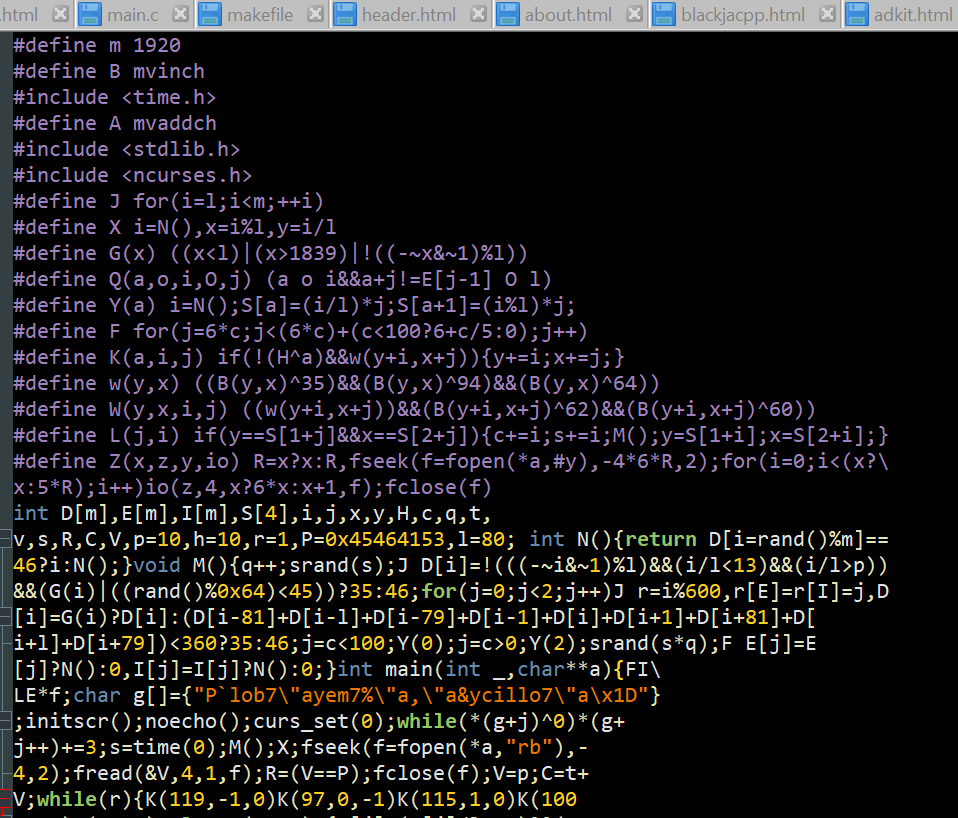 .html main.c makefile header.html about.html blackjacpp.html adkit.html
#define m 1920
#define B mvinch
#include <time.h>
#define A mvaddch
#include <stdlib.h>
#include <ncurses.h>
#define J for(i=l;i<m;++i)
#define X i=N(),x=i%l,y=i/l
#define G(x) ((x<l)|(x>1839)|!((-~x&~1)%l))
#define Q(a,o,i,O,j) (a o i&&a+j!=E[j-1] O l)
#define Y(a) i=N();S[a]=(i/l)*j;S[a+1]=(i%l)*j;
#define F for(j=6*c;j<(6*c)+(c<100?6+c/5:0);j++)
#define K(a,i,j) if(!(H^a)&&w(y+i,x+j)){y+=i;x+=j;}
#define w(y,x) ((B(y,x)^35)&&(B(y,x)^94)&&(B(y,x)^64))
#define W(y,x,i,j) ((w(y+i,x+j))&&(B(y+i,x+j)^62)&&(B(y+i,x+j)^60))
#define L(j,i) if(y==S[1+j]&&x==S[2+j]){c+=i;s+=i;M();y=S[1+i];x=S[2+i];}
#define Z(x,z,y,io) R=x?x:R,fseek(f=fopen(*a,#y),-4*6*R,2);for(i=0;i<(x?\
x:5*R);i++)io(z,4,x?6*x:x+1,f);fclose(f)
int D[m],E[m],I[m],S[4],i,j,x,y,H,c,q,t,
v,s,R,C,V,p=10,h=10,r=1,P=0x45464153,l=80; int N(){return D[i=rand()%m]==
46?i:N();}void M(){q++;srand(s);J D[i]=!(((-~i&~1)%l)&&(i/l<13)&&(i/l>p))
&&(G(i)|((rand()%0x64)<45))?35:46;for(j=0;j<2;j++)J r=i%600,r[E]=r[I]=j,D
[i]=G(i)?D[i]:(D[i-81]+D[i-l]+D[i-79]+D[i-1]+D[i]+D[i+1]+D[i+81]+D[
i+l]+D[i+79])<360?35:46;j=c<100;Y(0);j=c>0;Y(2);srand(s*q);F E[j]=E
[j]?N():0,I[j]=I[j]?N():0;}int main(int _,char**a){FI\
LE*f;char g[]={"P`lob7\"ayem7%\"a,\"a&ycillo7\"a\x1D"}
;initscr();noecho();curs_set(0);while(*(g+j)^0)*(g+
j++)+=3;s=time(0);M();X;fseek(f=fopen(*a,"rb"),-
4,2);fread(&V,4,1,f);R=(V==P);fclose(f);V=p;C=t+
V;while(r){K(119,-1,0)K(97,0,-1)K(115,1,0)K(100